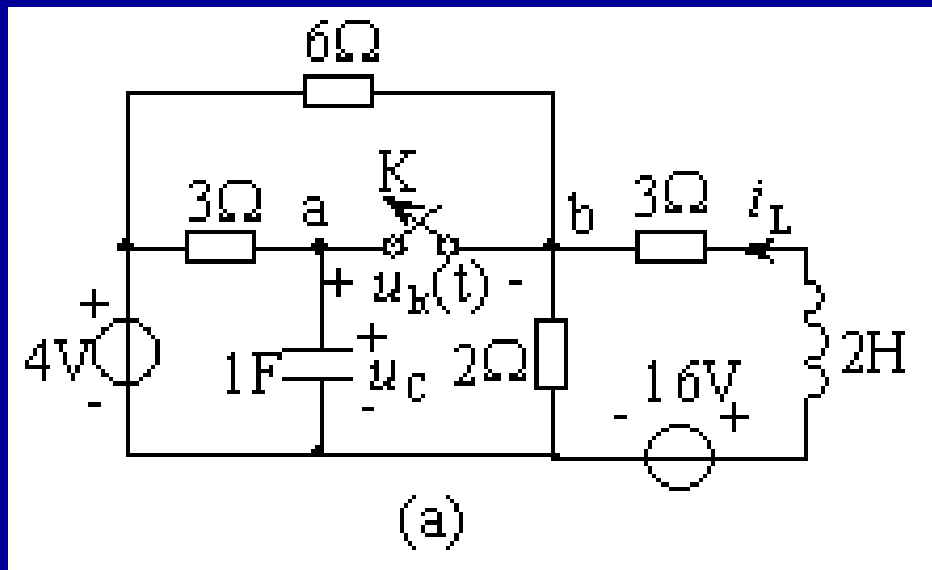 6Ω
K
3Ω a b 3Ω i_L
+ u_k(t) -
+
4V
-
1F
+
u_C
-
2Ω
16V
- +
2H
(a)